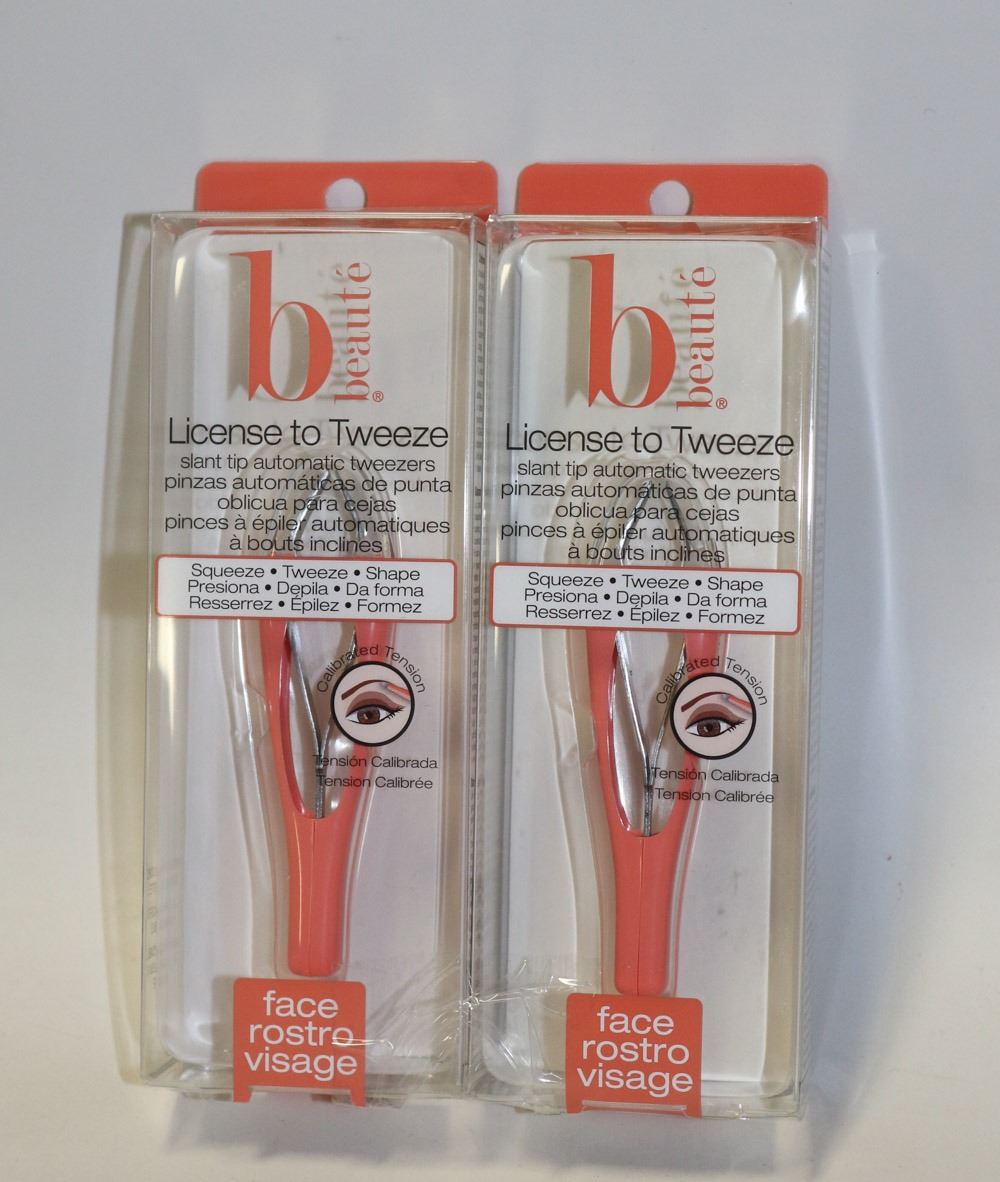 b beauté®
License to Tweeze
slant tip automatic tweezers
pinzas automáticas de punta
oblicua para cejas
pinces à épiler automatiques
à bouts inclines
Squeeze • Tweeze • Shape
Presiona • Depila • Da forma
Resserrez • Épilez • Formez
Calibrated Tension
Tensión Calibrada
Tension Calibrée
face
rostro
visage
b beauté®
License to Tweeze
slant tip automatic tweezers
pinzas automáticas de punta
oblicua para cejas
pinces à épiler automatiques
à bouts inclines
Squeeze • Tweeze • Shape
Presiona • Depila • Da forma
Resserrez • Épilez • Formez
Calibrated Tension
Tensión Calibrada
Tension Calibrée
face
rostro
visage